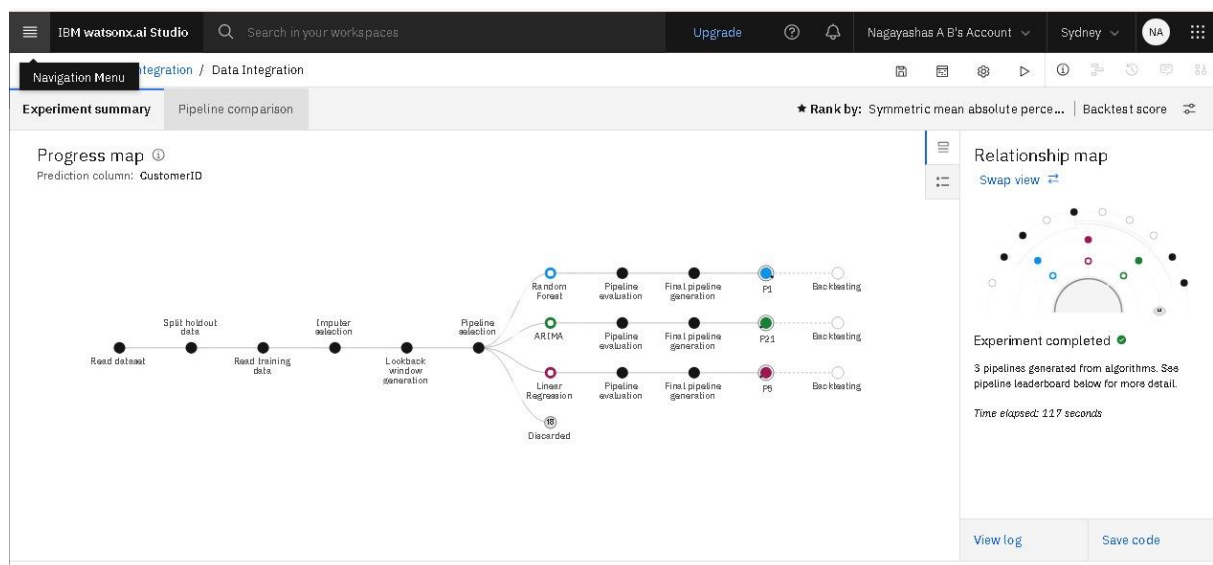 IBM watsonx.ai Studio
Search in your workspaces
Upgrade
Nagayashas A B's Account
Sydney
NA
Navigation Menu
ntegration / Data Integration
Experiment summary
Pipeline comparison
★ Rank by: Symmetric mean absolute perce... | Backtest score
Progress map
Prediction column: CustomerID
Read dataset
Split holdout
data
Read training
data
Imputer
selection
Lookback
window
generation
Pipeline
selection
Random
Forest
Pipeline
evaluation
Final pipeline
generation
P1
Backtesting
ARIMA
Pipeline
evaluation
Final pipeline
generation
P21
Backtesting
Linear
Regression
Pipeline
evaluation
Final pipeline
generation
P5
Backtesting
18
Discarded
Relationship map
Swap view
Experiment completed
3 pipelines generated from algorithms. See
pipeline leaderboard below for more detail.
Time elapsed: 117 seconds
View log
Save code